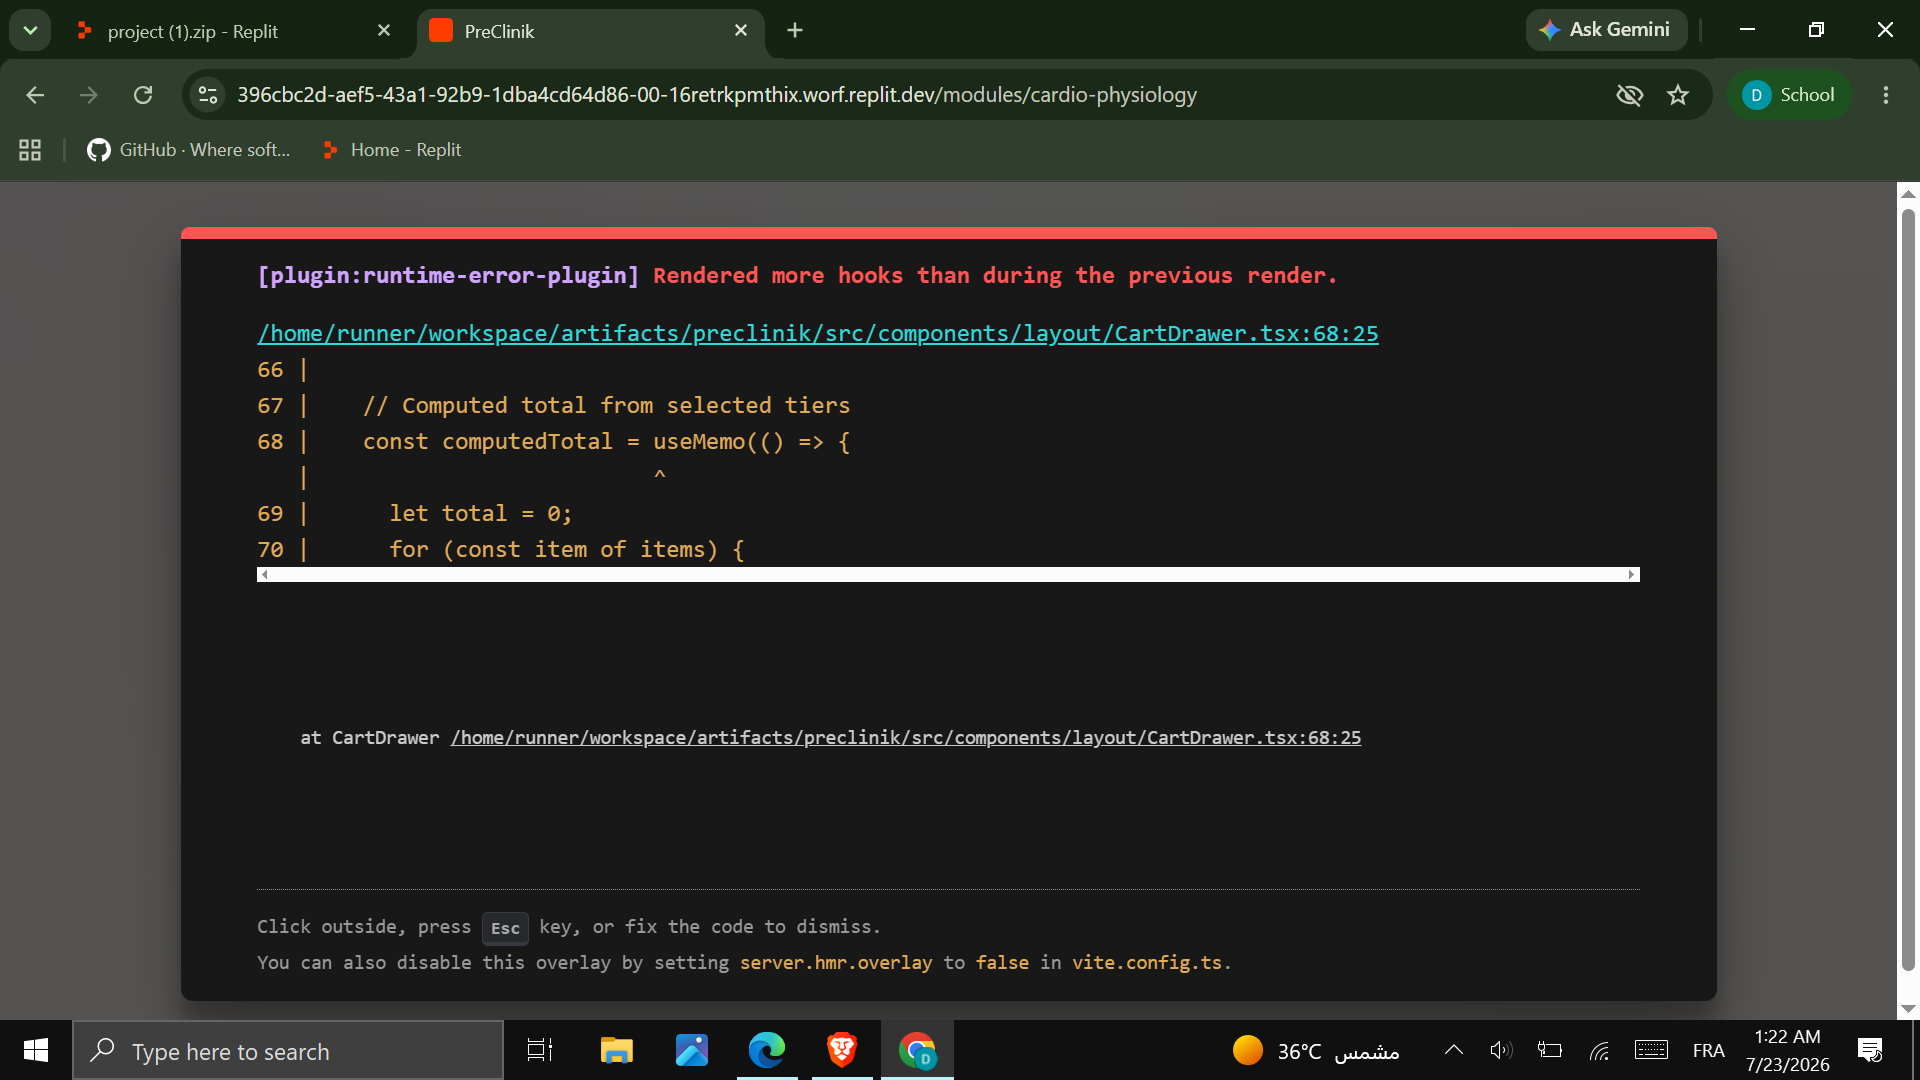 project (1).zip - Replit
PreClinik
Ask Gemini
396cbc2d-aef5-43a1-92b9-1dba4cd64d86-00-16retrkpmthix.worf.replit.dev/modules/cardio-physiology
D School
GitHub · Where soft...
Home - Replit
[plugin:runtime-error-plugin] Rendered more hooks than during the previous render.
/home/runner/workspace/artifacts/preclinik/src/components/layout/CartDrawer.tsx:68:25
66 |
67 |    // Computed total from selected tiers
68 |    const computedTotal = useMemo(() => {
|                          ^
69 |      let total = 0;
70 |      for (const item of items) {
at CartDrawer /home/runner/workspace/artifacts/preclinik/src/components/layout/CartDrawer.tsx:68:25
Click outside, press Esc key, or fix the code to dismiss.
You can also disable this overlay by setting server.hmr.overlay to false in vite.config.ts.
Type here to search
D
36°C مشمس
FRA
1:22 AM
7/23/2026